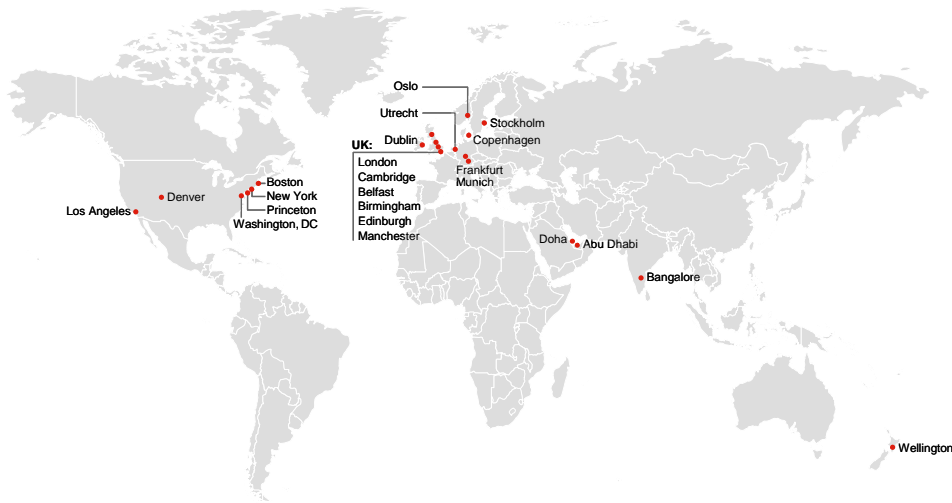 Oslo
Utrecht
Stockholm
Dublin
Copenhagen
UK:
London
Cambridge
Belfast
Birmingham
Edinburgh
Manchester
Frankfurt
Munich
Boston
New York
Princeton
Washington, DC
Denver
Los Angeles
Doha
Abu Dhabi
Bangalore
Wellington